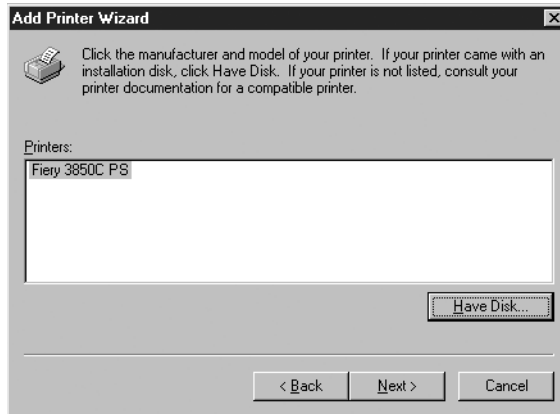 Add Printer Wizard
Click the manufacturer and model of your printer. If your printer came with an
installation disk, click Have Disk. If your printer is not listed, consult your
printer documentation for a compatible printer.
Printers:
Fiery 3850C PS
Have Disk...
< Back
Next >
Cancel